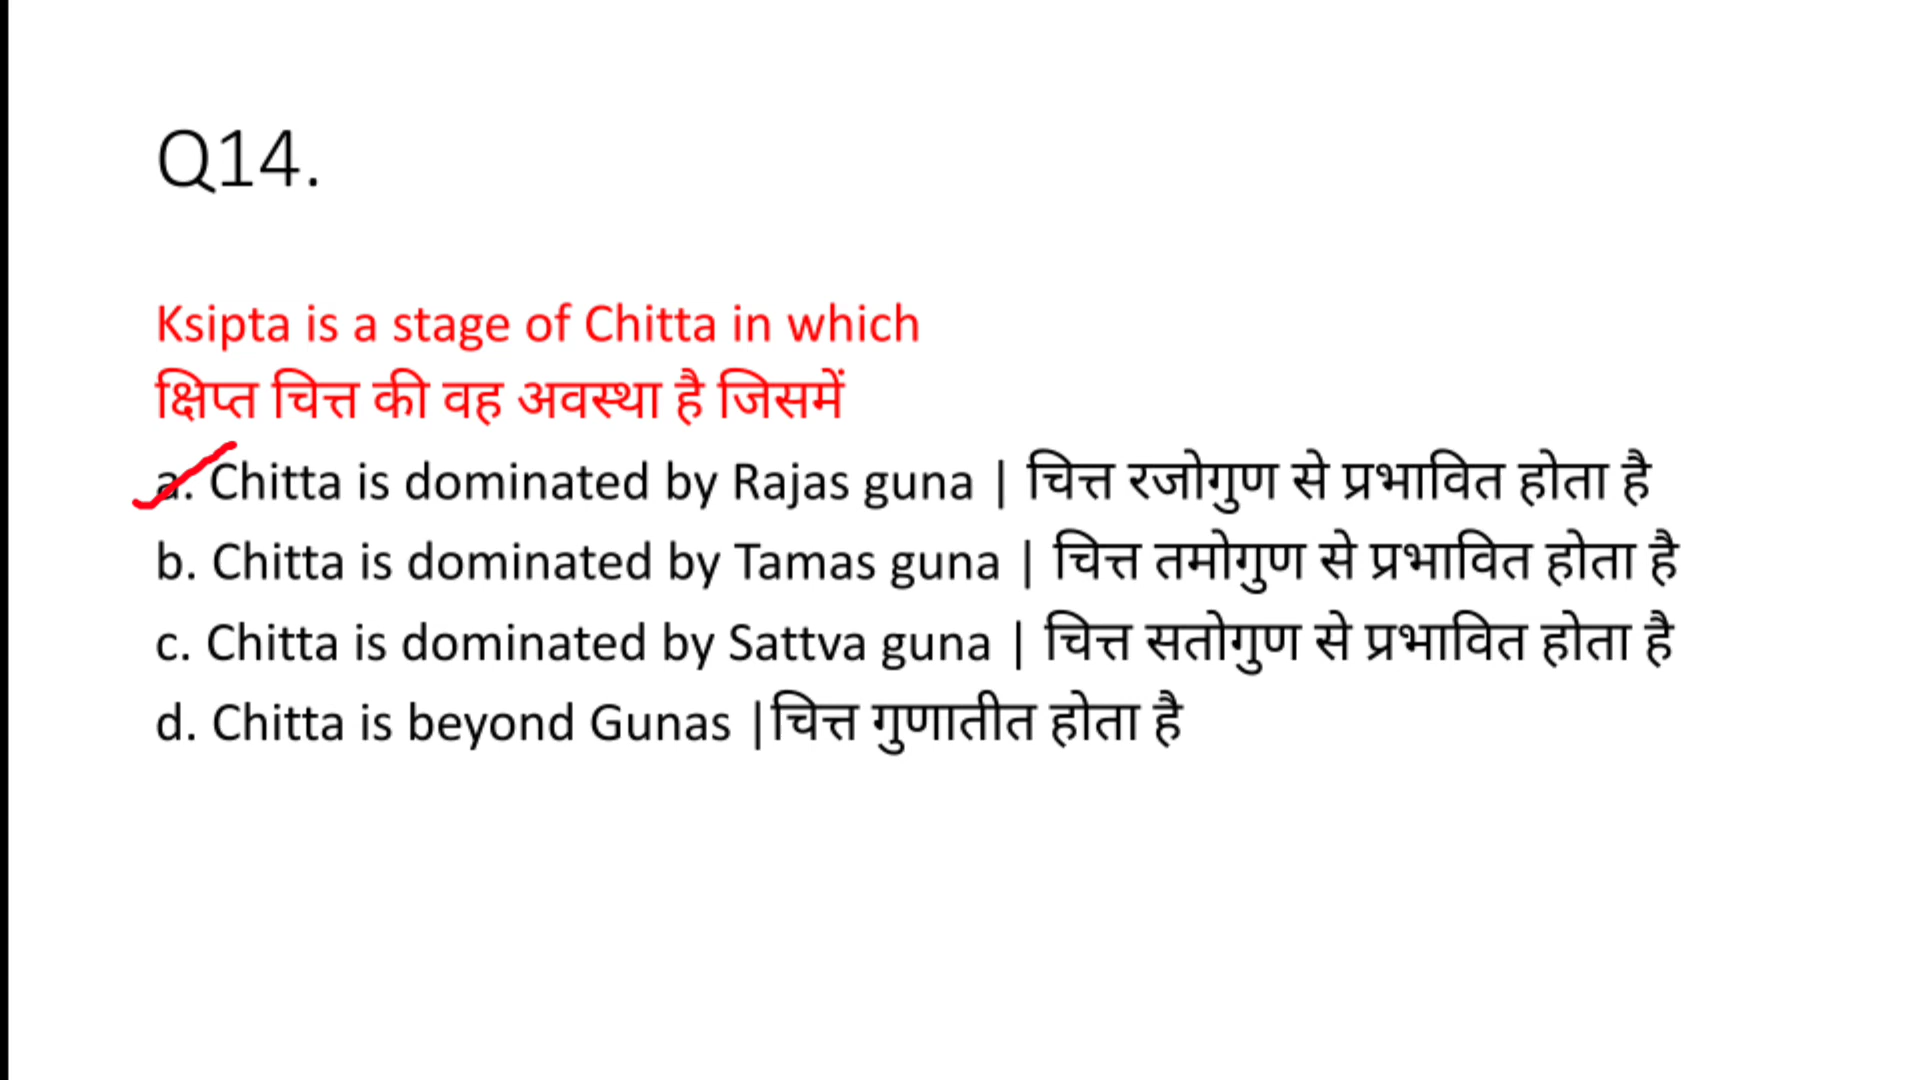 Q14.
Ksipta is a stage of Chitta in which
क्षिप्त चित्त की वह अवस्था है जिसमें
a. Chitta is dominated by Rajas guna | चित्त रजोगुण से प्रभावित होता है
b. Chitta is dominated by Tamas guna | चित्त तमोगुण से प्रभावित होता है
c. Chitta is dominated by Sattva guna | चित्त सतोगुण से प्रभावित होता है
d. Chitta is beyond Gunas |चित्त गुणातीत होता है